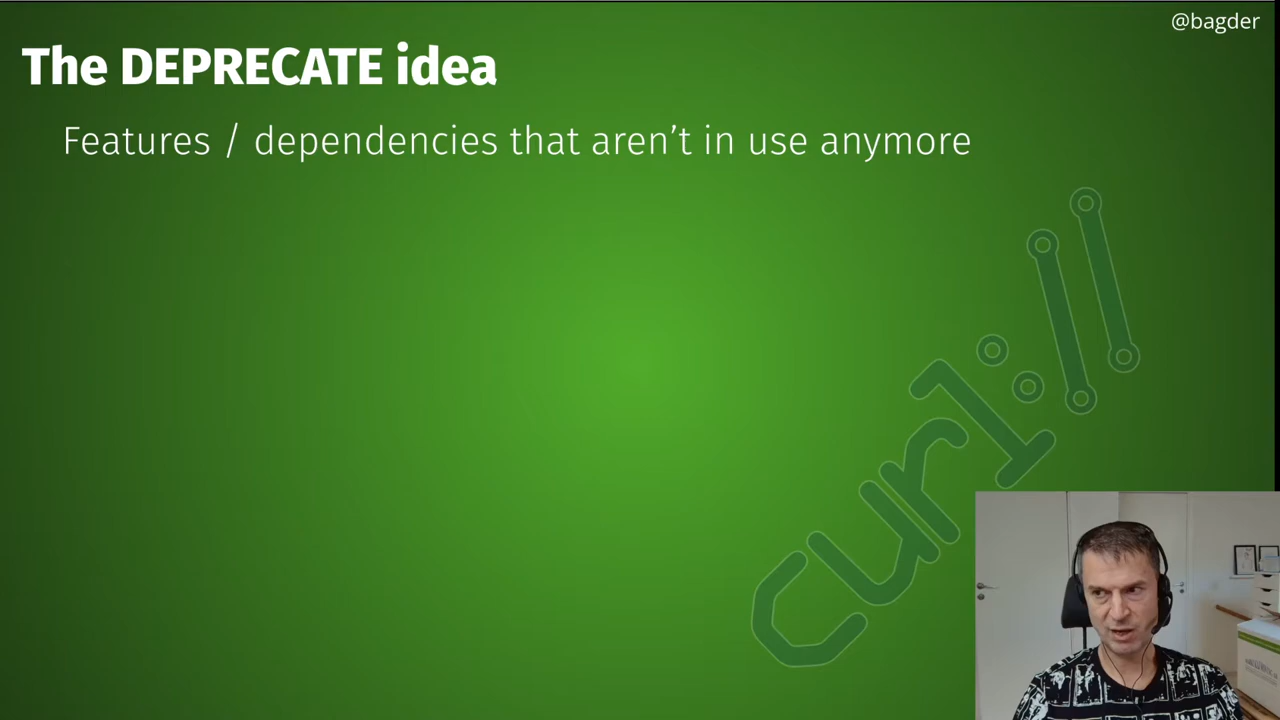 @bagder
The DEPRECATE idea
Features / dependencies that aren't in use anymore
curl://